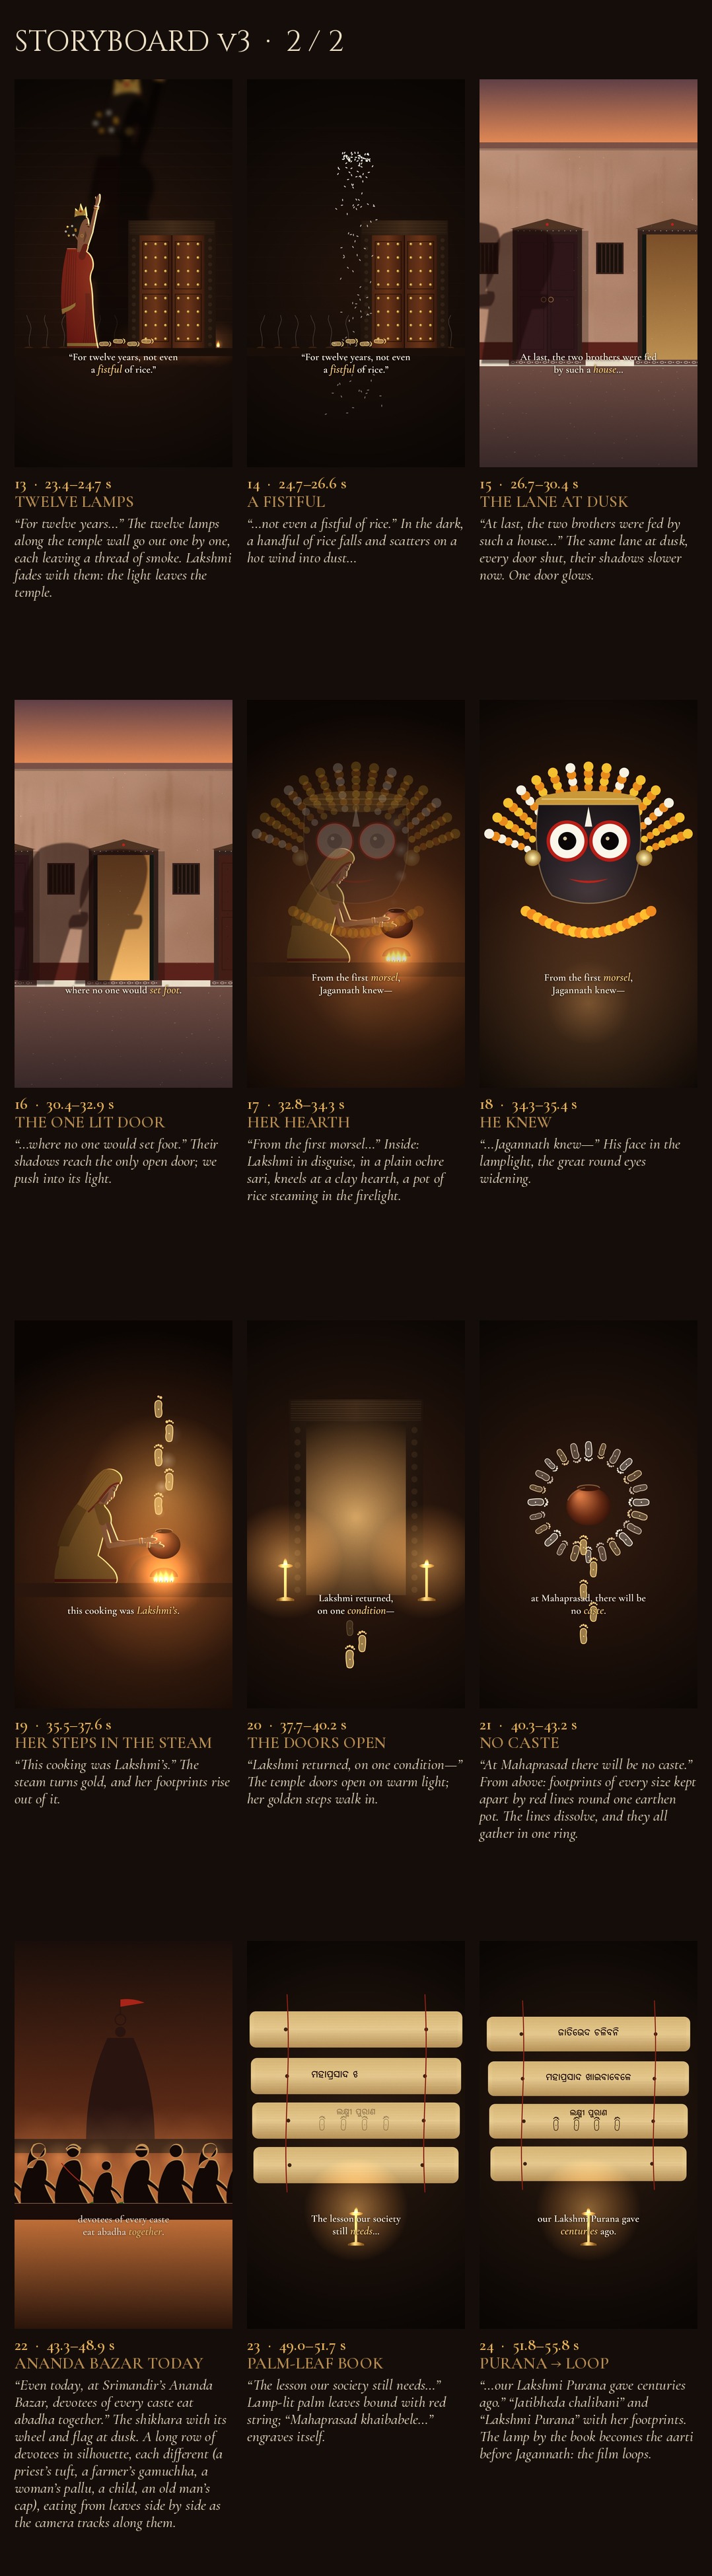 STORYBOARD v3 · 2 / 2
“For twelve years, not even
a fistful of rice.”
13 · 23.4–24.7 s
TWELVE LAMPS
“For twelve years…” The twelve lamps
along the temple wall go out one by one,
each leaving a thread of smoke. Lakshmi
fades with them: the light leaves the
temple.
“For twelve years, not even
a fistful of rice.”
14 · 24.7–26.6 s
A FISTFUL
“…not even a fistful of rice.” In the dark,
a handful of rice falls and scatters on a
hot wind into dust…
At last, the two brothers were fed
by such a house…
15 · 26.7–30.4 s
THE LANE AT DUSK
“At last, the two brothers were fed by
such a house…” The same lane at dusk,
every door shut, their shadows slower
now. One door glows.
where no one would set foot.
16 · 30.4–32.9 s
THE ONE LIT DOOR
“…where no one would set foot.” Their
shadows reach the only open door; we
push into its light.
From the first morsel,
Jagannath knew—
17 · 32.8–34.3 s
HER HEARTH
“From the first morsel…” Inside:
Lakshmi in disguise, in a plain ochre
sari, kneels at a clay hearth, a pot of
rice steaming in the firelight.
From the first morsel,
Jagannath knew—
18 · 34.3–35.4 s
HE KNEW
“…Jagannath knew—” His face in the
lamplight, the great round eyes
widening.
this cooking was Lakshmi’s.
19 · 35.5–37.6 s
HER STEPS IN THE STEAM
“This cooking was Lakshmi’s.” The
steam turns gold, and her footprints rise
out of it.
Lakshmi returned,
on one condition—
20 · 37.7–40.2 s
THE DOORS OPEN
“Lakshmi returned, on one condition—”
The temple doors open on warm light;
her golden steps walk in.
at Mahaprasad, there will be
no caste.
21 · 40.3–43.2 s
NO CASTE
“At Mahaprasad there will be no caste.”
From above: footprints of every size kept
apart by red lines round one earthen
pot. The lines dissolve, and they all
gather in one ring.
devotees of every caste
eat abadha together.
22 · 43.3–48.9 s
ANANDA BAZAR TODAY
“Even today, at Srimandir’s Ananda
Bazar, devotees of every caste eat
abadha together.” The shikhara with its
wheel and flag at dusk. A long row of
devotees in silhouette, each different (a
priest’s tuft, a farmer’s gamuchha, a
woman’s pallu, a child, an old man’s
cap), eating from leaves side by side as
the camera tracks along them.
ମହାପ୍ରସାଦ ଖ
ଲକ୍ଷ୍ମୀ ପୁରାଣ
The lesson our society
still needs…
23 · 49.0–51.7 s
PALM-LEAF BOOK
“The lesson our society still needs…”
Lamp-lit palm leaves bound with red
string; “Mahaprasad khaibabele…”
engraves itself.
ଜାତିଭେଦ ଚଳିବନି
ମହାପ୍ରସାଦ ଖାଇବାବେଳେ
ଲକ୍ଷ୍ମୀ ପୁରାଣ
our Lakshmi Purana gave
centuries ago.
24 · 51.8–55.8 s
PURANA → LOOP
“…our Lakshmi Purana gave centuries
ago.” “Jatibheda chalibani” and
“Lakshmi Purana” with her footprints.
The lamp by the book becomes the aarti
before Jagannath: the film loops.